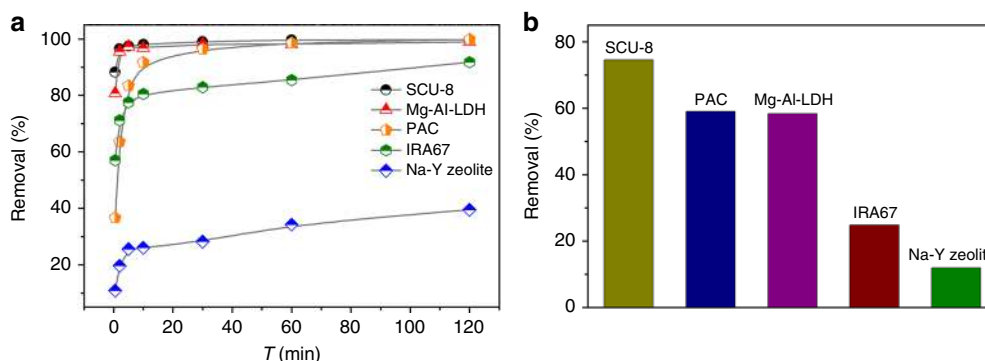 a
100
80
60
40
20
Removal (%)
0 20 40 60 80 100 120
T (min)
SCU-8
Mg-Al-LDH
PAC
IRA67
Na-Y zeolite
b
80
60
40
20
0
Removal (%)
SCU-8
PAC
Mg-Al-LDH
IRA67
Na-Y zeolit